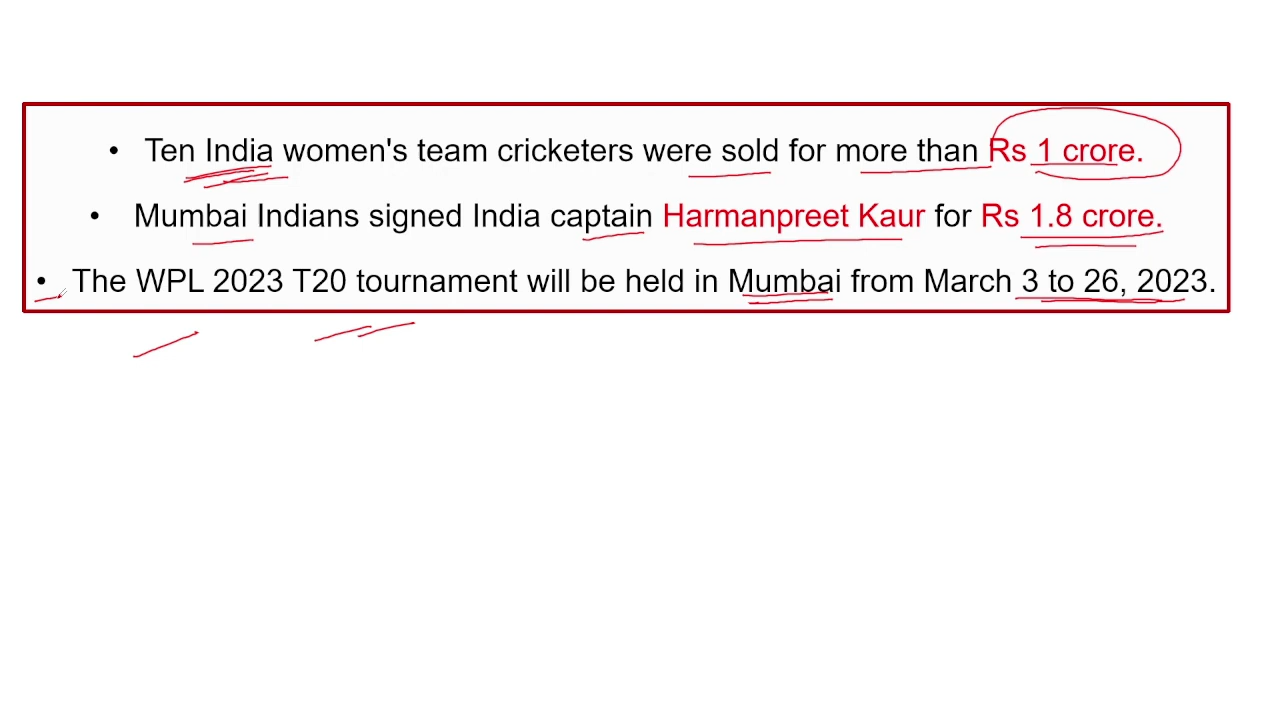 • Ten India women's team cricketers were sold for more than Rs 1 crore.
• Mumbai Indians signed India captain Harmanpreet Kaur for Rs 1.8 crore.
• The WPL 2023 T20 tournament will be held in Mumbai from March 3 to 26, 2023.